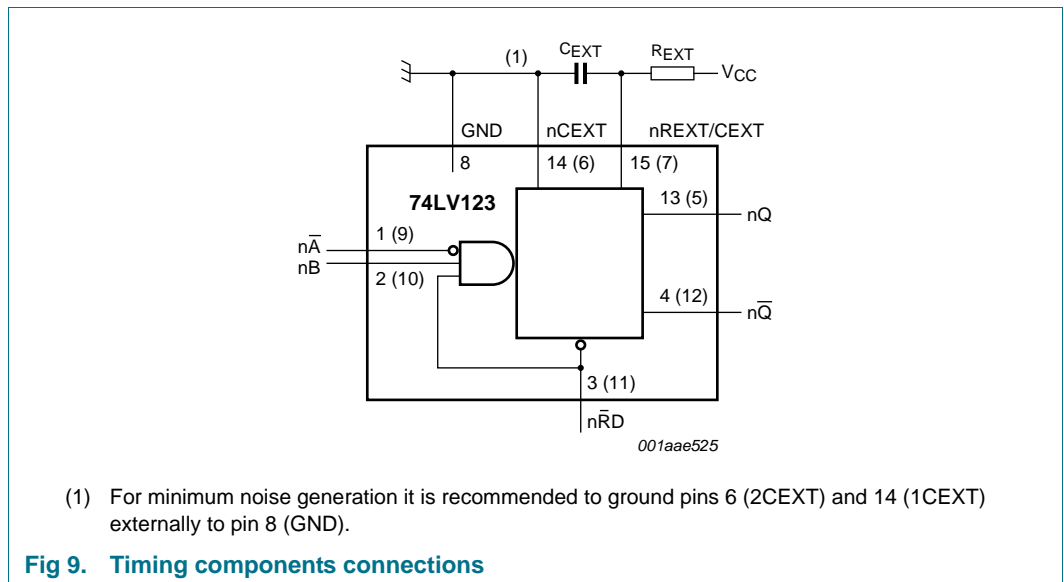 (1)
CEXT
REXT
VCC
GND
nCEXT
nREXT/CEXT
8
14 (6)
15 (7)
74LV123
13 (5)
nQ
1 (9)
nA̅
nB
2 (10)
4 (12)
nQ̅
3 (11)
nR̅D
001aae525
(1) For minimum noise generation it is recommended to ground pins 6 (2CEXT) and 14 (1CEXT)
externally to pin 8 (GND).
Fig 9. Timing components connections